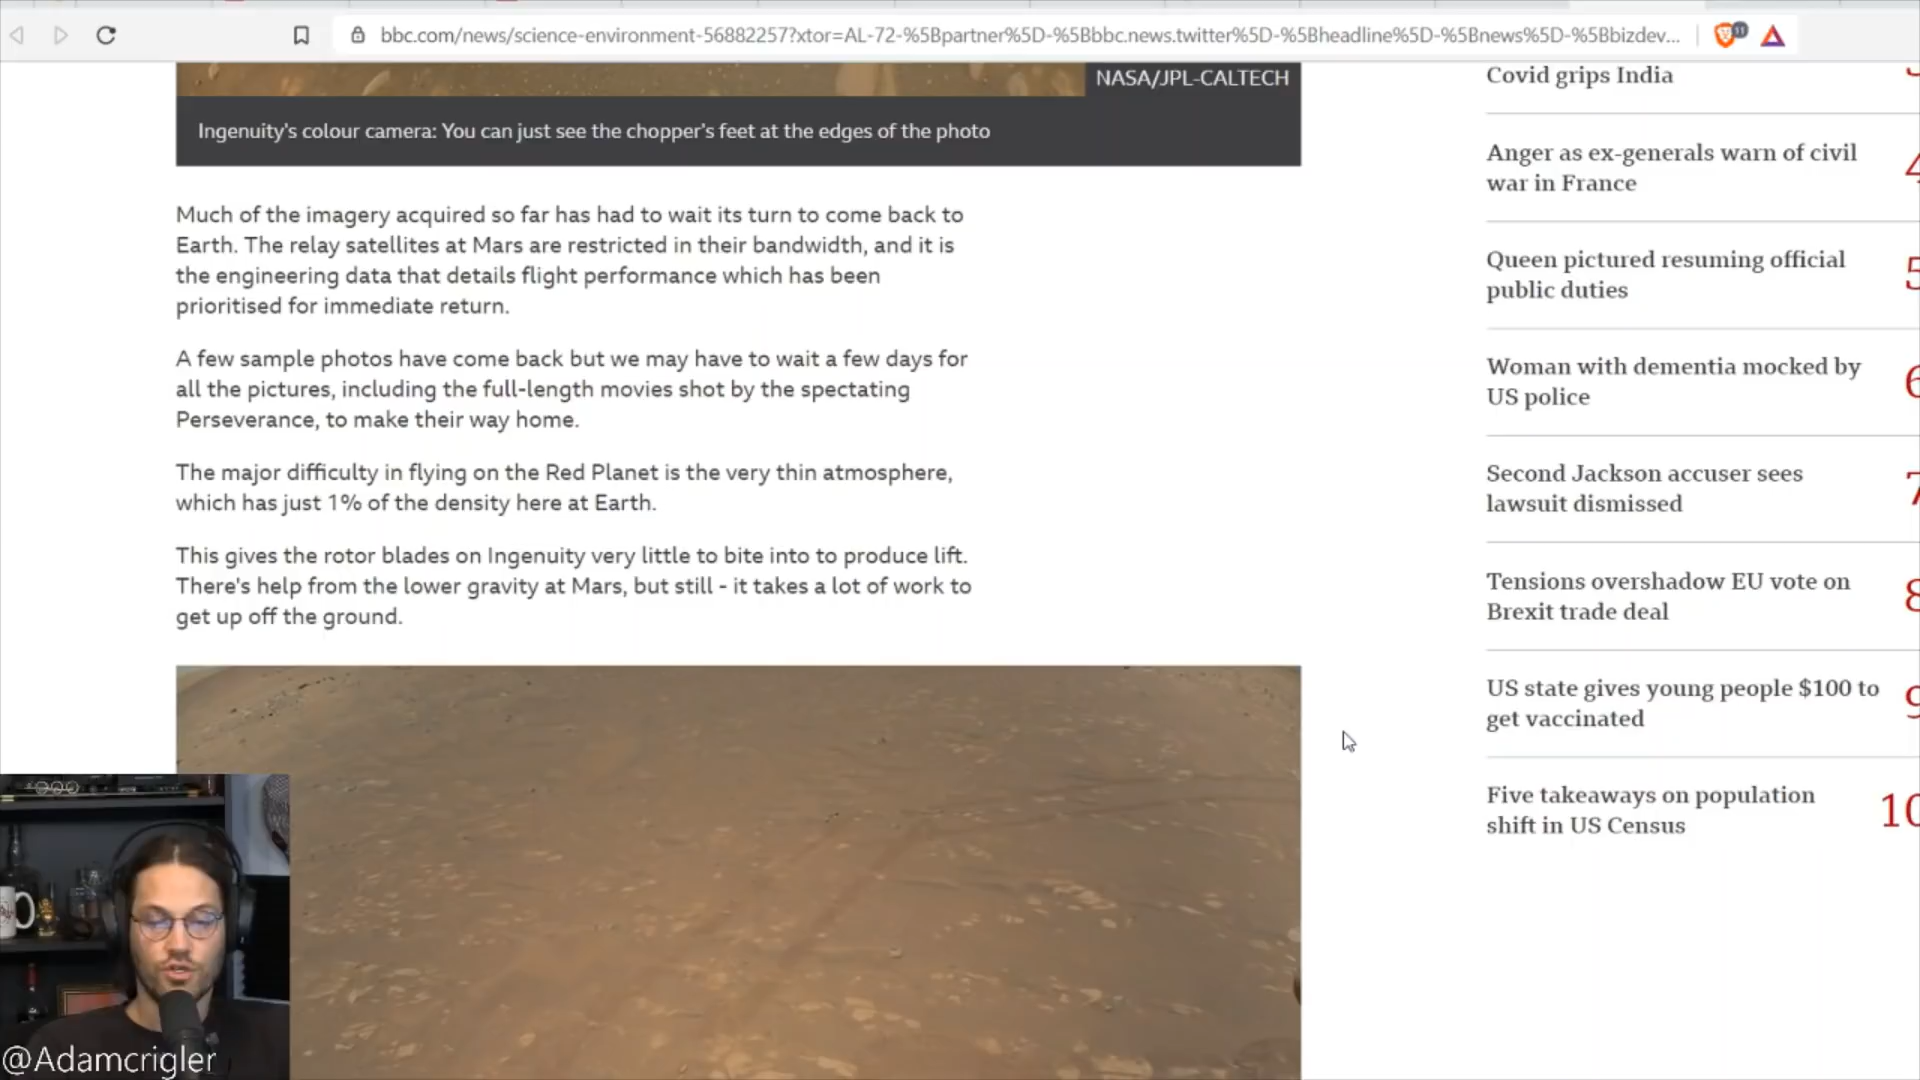 bbc.com/news/science-environment-56882257?xtor=AL-72-%5Bpartner%5D-%5Bbbc.news.twitter%5D-%5Bheadline%5D-%5Bnews%5D-%5Bbizdev...
11
NASA/JPL-CALTECH
Ingenuity's colour camera: You can just see the chopper's feet at the edges of the photo
Much of the imagery acquired so far has had to wait its turn to come back to
Earth. The relay satellites at Mars are restricted in their bandwidth, and it is
the engineering data that details flight performance which has been
prioritised for immediate return.
A few sample photos have come back but we may have to wait a few days for
all the pictures, including the full-length movies shot by the spectating
Perseverance, to make their way home.
The major difficulty in flying on the Red Planet is the very thin atmosphere,
which has just 1% of the density here at Earth.
This gives the rotor blades on Ingenuity very little to bite into to produce lift.
There's help from the lower gravity at Mars, but still - it takes a lot of work to
get up off the ground.
Covid grips India
Anger as ex-generals warn of civil
war in France
4
Queen pictured resuming official
public duties
5
Woman with dementia mocked by
US police
6
Second Jackson accuser sees
lawsuit dismissed
7
Tensions overshadow EU vote on
Brexit trade deal
8
US state gives young people $100 to
get vaccinated
9
Five takeaways on population
shift in US Census
10
@Adamcrigler